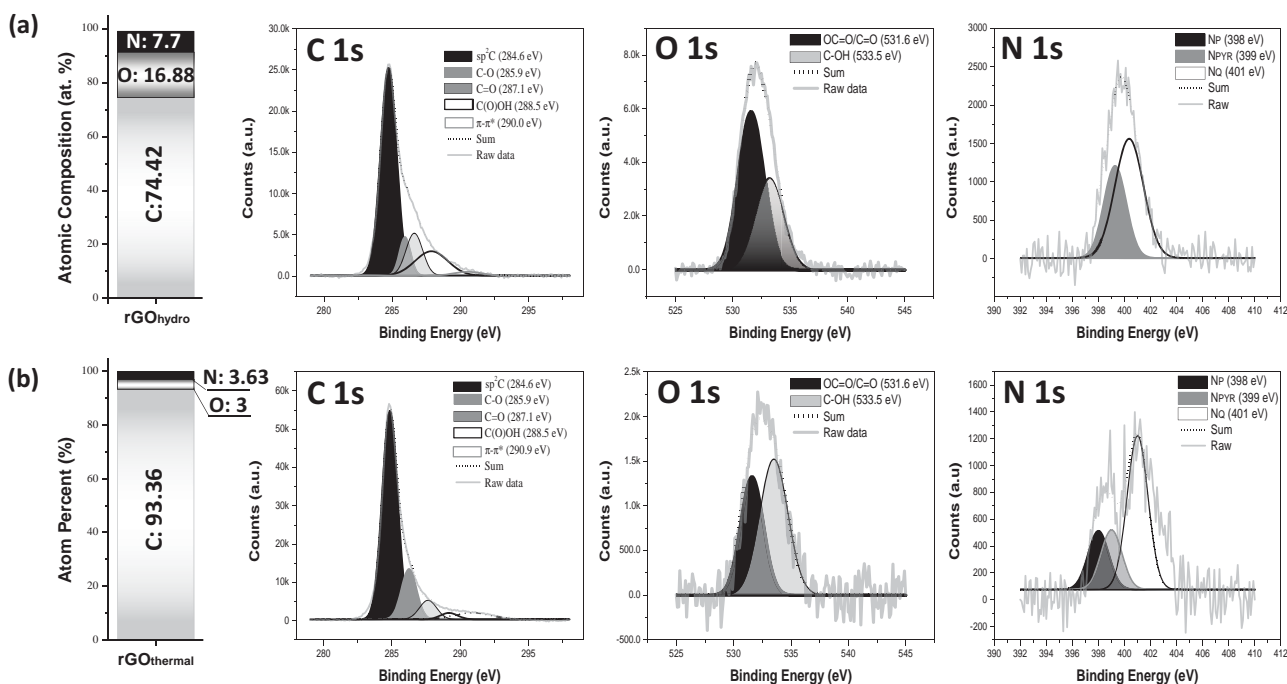 (a)
Atomic Composition (at. %)
100
80
60
40
20
0
N: 7.7
O: 16.88
C:74.42
rGOhydro
C 1s
Counts (a.u.)
30.0k
25.0k
20.0k
15.0k
10.0k
5.0k
0.0
280 285 290 295
Binding Energy (eV)
sp²C (284.6 eV)
C-O (285.9 eV)
C=O (287.1 eV)
C(O)OH (288.5 eV)
π-π* (290.0 eV)
Sum
Raw data
O 1s
Counts (a.u.)
8.0k
6.0k
4.0k
2.0k
0.0
525 530 535 540 545
Binding Energy (eV)
OC=O/C=O (531.6 eV)
C-OH (533.5 eV)
Sum
Raw data
N 1s
Counts (a.u.)
3000
2500
2000
1500
1000
500
0
-500
392 394 396 398 400 402 404 406 408 410 412
Binding Energy (eV)
NP (398 eV)
NPYR (399 eV)
NQ (401 eV)
Sum
Raw
(b)
Atom Percent (%)
100
80
60
40
20
0
N: 3.63
O: 3
C: 93.36
rGOthermal
C 1s
Counts (a.u.)
60k
50k
40k
30k
20k
10k
0
280 285 290 295
Binding Energy (eV)
sp²C (284.6 eV)
C-O (285.9 eV)
C=O (287.1 eV)
C(O)OH (288.5 eV)
π-π* (290.9 eV)
Sum
Raw data
O 1s
Counts (a.u.)
2.5k
2.0k
1.5k
1.0k
500.0
0.0
-500.0
525 530 535 540 545
Binding Energy (eV)
OC=O/C=O (531.6 eV)
C-OH (533.5 eV)
Sum
Raw data
N 1s
Counts (a.u.)
1600
1400
1200
1000
800
600
400
200
0
-200
390 392 394 396 398 400 402 404 406 408 410 412
Binding Energy (eV)
NP (398 eV)
NPYR (399 eV)
NQ (401 eV)
Sum
Raw